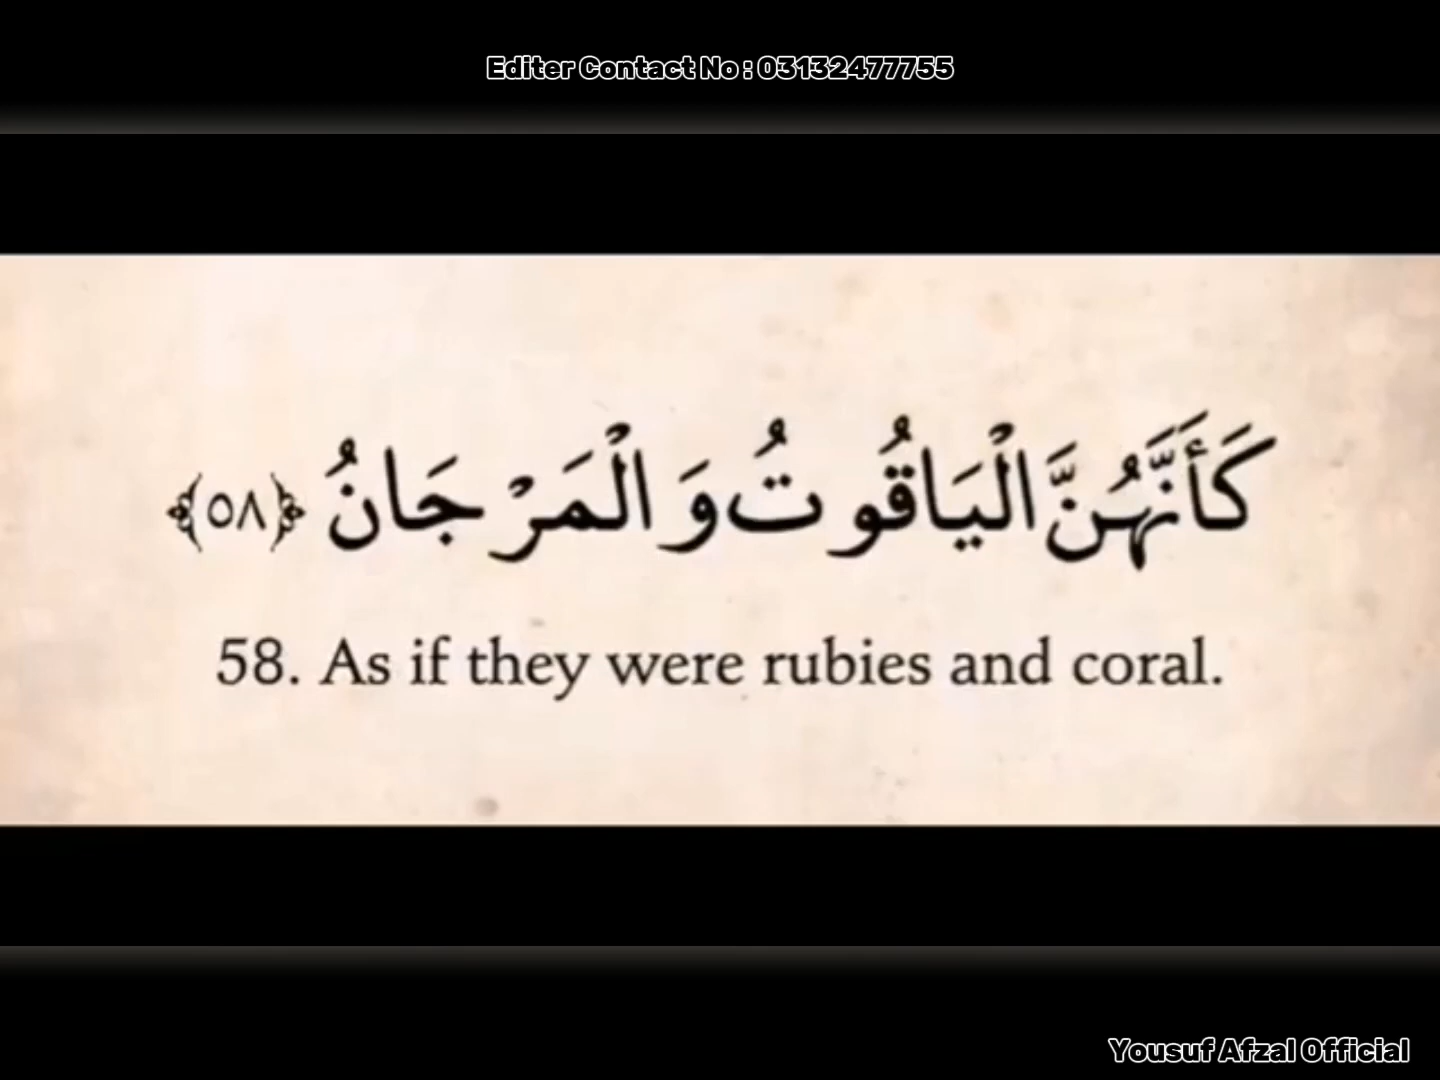 Editer Contact No : 03132477755
كَأَنَّهُنَّ الْيَاقُوتُ وَالْمَرْجَانُ ﴿٥٨﴾
58. As if they were rubies and coral.
Yousuf Afzal Official